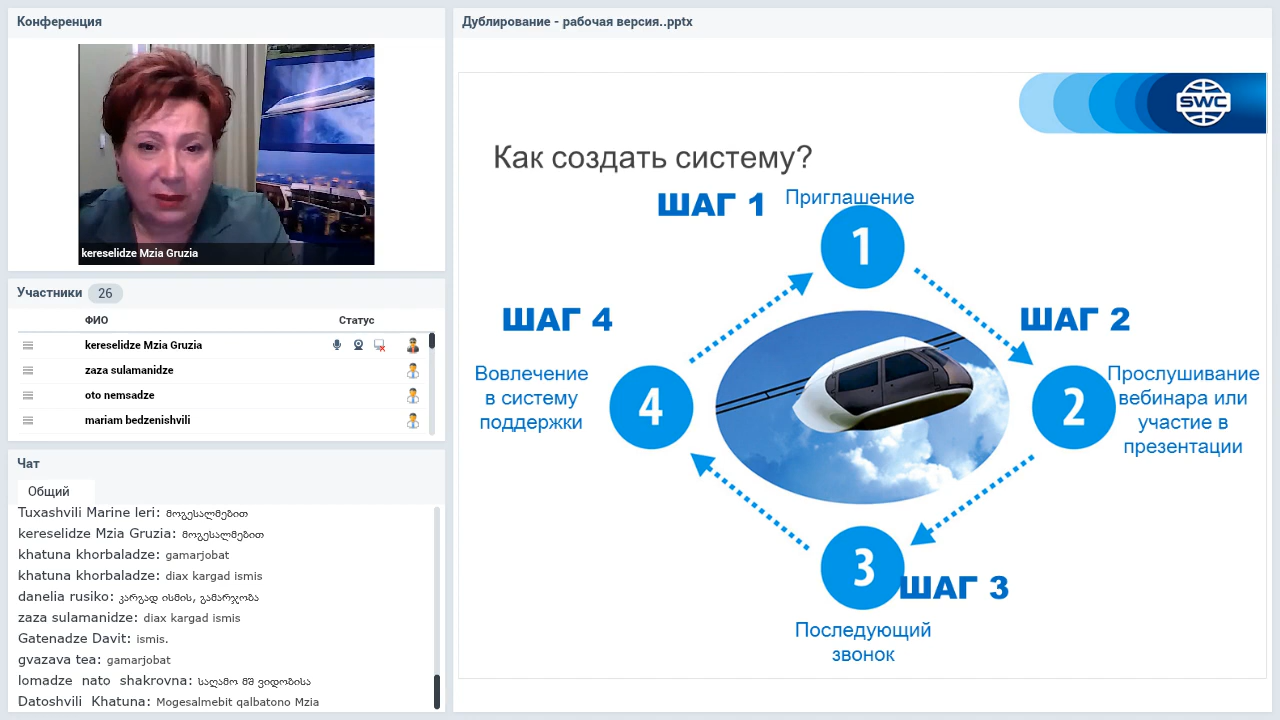 Конференция
kereselidze Mzia Gruzia
Участники 26
ФИО Статус
kereselidze Mzia Gruzia
zaza sulamanidze
oto nemsadze
mariam bedzenishvili
Чат
Общий
Tuxashvili Marine leri: მოგესალმებით
kereselidze Mzia Gruzia: მოგესალმებით
khatuna khorbaladze: gamarjobat
khatuna khorbaladze: diax kargad ismis
danelia rusiko: კარგად ისმის, გამარჯობა
zaza sulamanidze: diax kargad ismis
Gatenadze Davit: ismis.
gvazava tea: gamarjobat
lomadze nato shakrovna: საღამო მშ ვიდობისა
Datoshvili Khatuna: Mogesalmebit qalbatono Mzia
Дублирование - рабочая версия..pptx
SWC
Как создать систему?
ШАГ 1
Приглашение
1
ШАГ 2
2
Прослушивание
вебинара или
участие в
презентации
3
ШАГ 3
Последующий
звонок
ШАГ 4
Вовлечение
в систему
поддержки
4